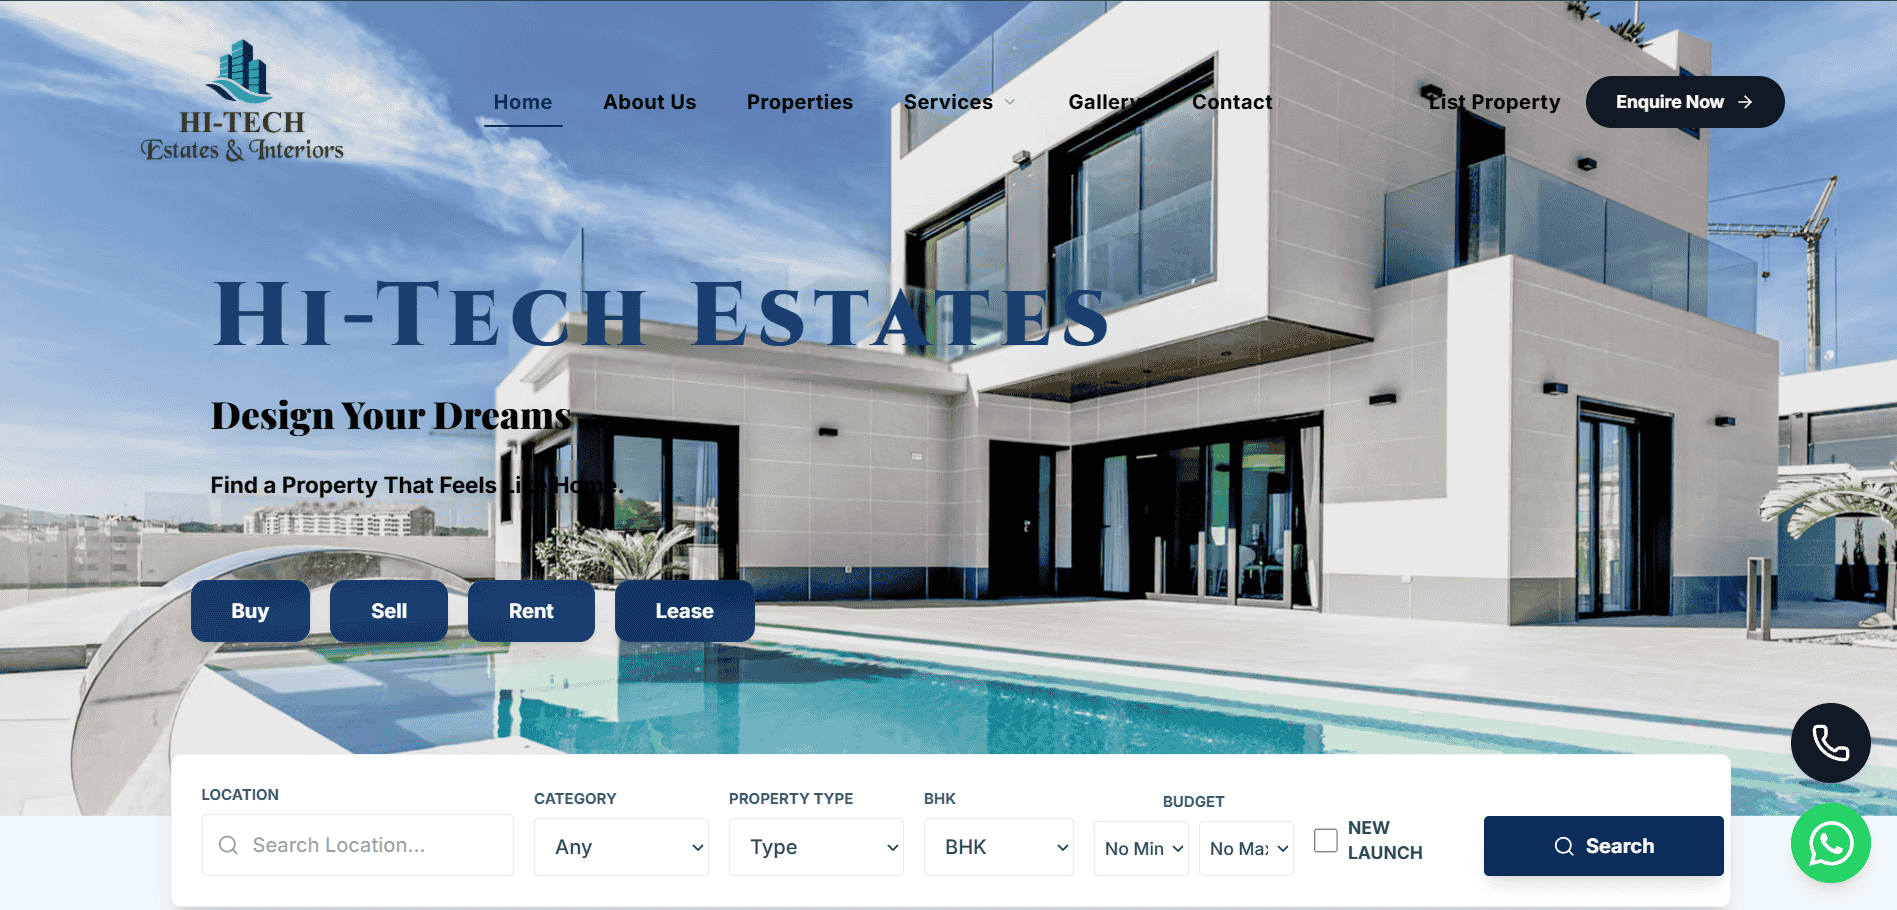 HI-TECH
Estates & Interiors
Home
About Us
Properties
Services
Gallery
Contact
List Property
Enquire Now
Hi-Tech Estates
Design Your Dreams
Find a Property That Feels Like Home.
Buy
Sell
Rent
Lease
LOCATION
Search Location...
CATEGORY
Any
PROPERTY TYPE
Type
BHK
BHK
BUDGET
No Min
No Max
NEW
LAUNCH
Search